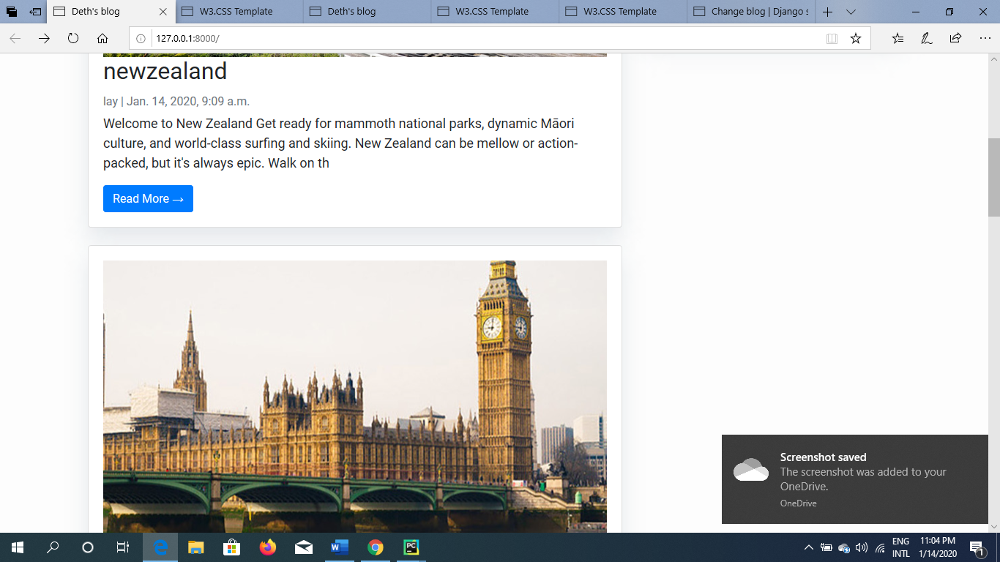 Deth's blog
W3.CSS Template
Deth's blog
W3.CSS Template
W3.CSS Template
Change blog | Django s
127.0.0.1:8000/
newzealand
lay | Jan. 14, 2020, 9:09 a.m.
Welcome to New Zealand Get ready for mammoth national parks, dynamic Māori
culture, and world-class surfing and skiing. New Zealand can be mellow or action-
packed, but it's always epic. Walk on th
Read More →
Screenshot saved
The screenshot was added to your
OneDrive.
OneDrive
W
PC
ENG
INTL
11:04 PM
1/14/2020
1